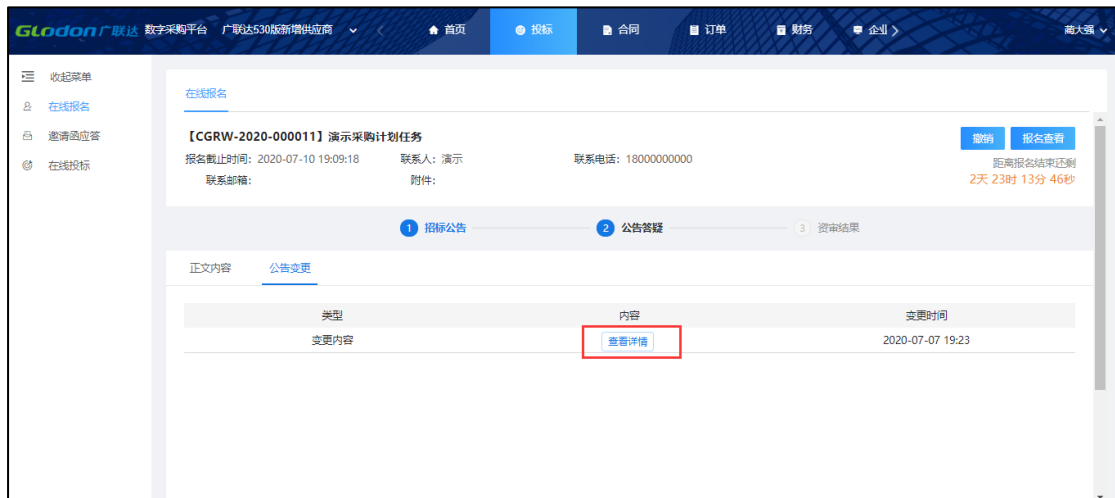 Glodon广联达 数字采购平台 广联达530版新增供应商 首页 投标 合同 订单 财务 企业 蔺大强
收起菜单
在线报名
邀请函应答
在线投标
在线报名
【CGRW-2020-000011】演示采购计划任务
撤销 报名查看
报名截止时间：2020-07-10 19:09:18 联系人：演示 联系电话：18000000000
距离报名结束还剩
联系邮箱： 附件：
2天 23时 13分 46秒
1 招标公告 2 公告答疑 3 资审结果
正文内容 公告变更
类型 内容 变更时间
变更内容 查看详情 2020-07-07 19:23